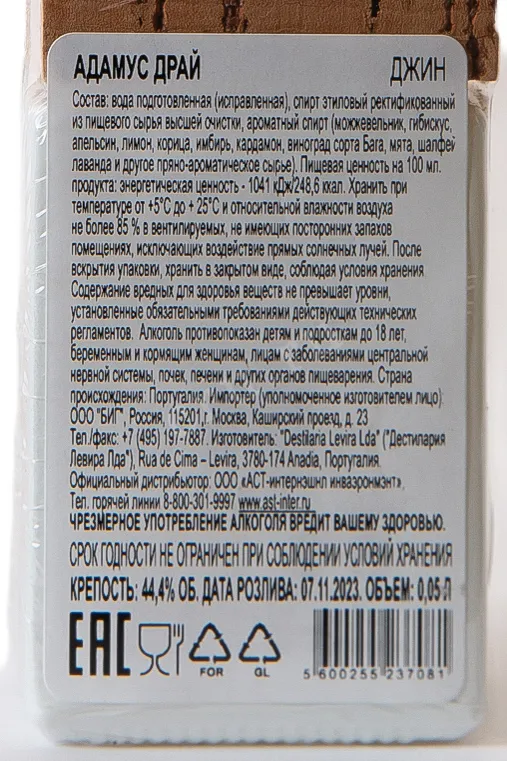 АДАМУС ДРАЙ ДЖИН
Состав: вода подготовленная (исправленная), спирт этиловый ректификованный
из пищевого сырья высшей очистки, ароматный спирт (можжевельник, гибискус,
апельсин, лимон, корица, имбирь, кардамон, виноград сорта Бага, мята, шалфей
лаванда и другое пряно-ароматическое сырье). Пищевая ценность на 100 мл.
продукта: энергетическая ценность - 1041 кДж/248,6 ккал. Хранить при
температуре от +5°С до + 25°С и относительной влажности воздуха
не более 85 % в вентилируемых, не имеющих посторонних запахов
помещениях, исключающих воздействие прямых солнечных лучей. После
вскрытия упаковки, хранить в закрытом виде, соблюдая условия хранения
Содержание вредных для здоровья веществ не превышает уровни,
установленные обязательными требованиями действующих технических
регламентов. Алкоголь противопоказан детям и подросткам до 18 лет,
беременным и кормящим женщинам, лицам с заболеваниями центральной
нервной системы, почек, печени и других органов пищеварения. Страна
происхождения: Португалия. Импортер (уполномоченное изготовителем лицо):
ООО "БИГ", Россия, 115201,г. Москва, Каширский проезд, д. 23
Тел./факс: +7 (495) 197-7887. Изготовитель: "Destilaria Levira Lda" ("Дестилария
Левира Лда"), Rua de Cima – Levira, 3780-174 Anadia, Португалия.
Официальный дистрибьютор: ООО «АСТ-интернэшнл инваэронмэнт».
Тел. горячей линии 8-800-301-9997 www.ast-inter.ru
ЧРЕЗМЕРНОЕ УПОТРЕБЛЕНИЕ АЛКОГОЛЯ ВРЕДИТ ВАШЕМУ ЗДОРОВЬЮ.
СРОК ГОДНОСТИ НЕ ОГРАНИЧЕН ПРИ СОБЛЮДЕНИИ УСЛОВИЙ ХРАНЕНИЯ
КРЕПОСТЬ: 44,4% ОБ. ДАТА РОЗЛИВА: 07.11.2023. ОБЪЕМ: 0,05 Л
ЕАС
FOR GL
5 600255 237081